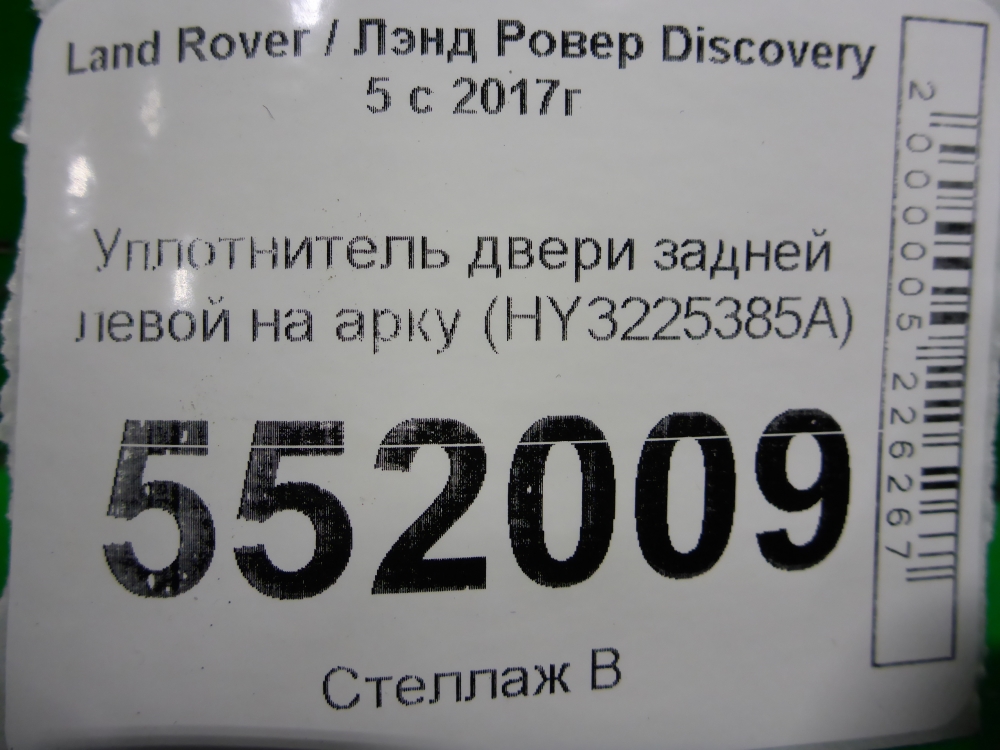 Land Rover / Лэнд Ровер Discovery
5 с 2017г
Уплотнитель двери задней
левой на арку (HY3225385A)
552009
Стеллаж В
2000005226267